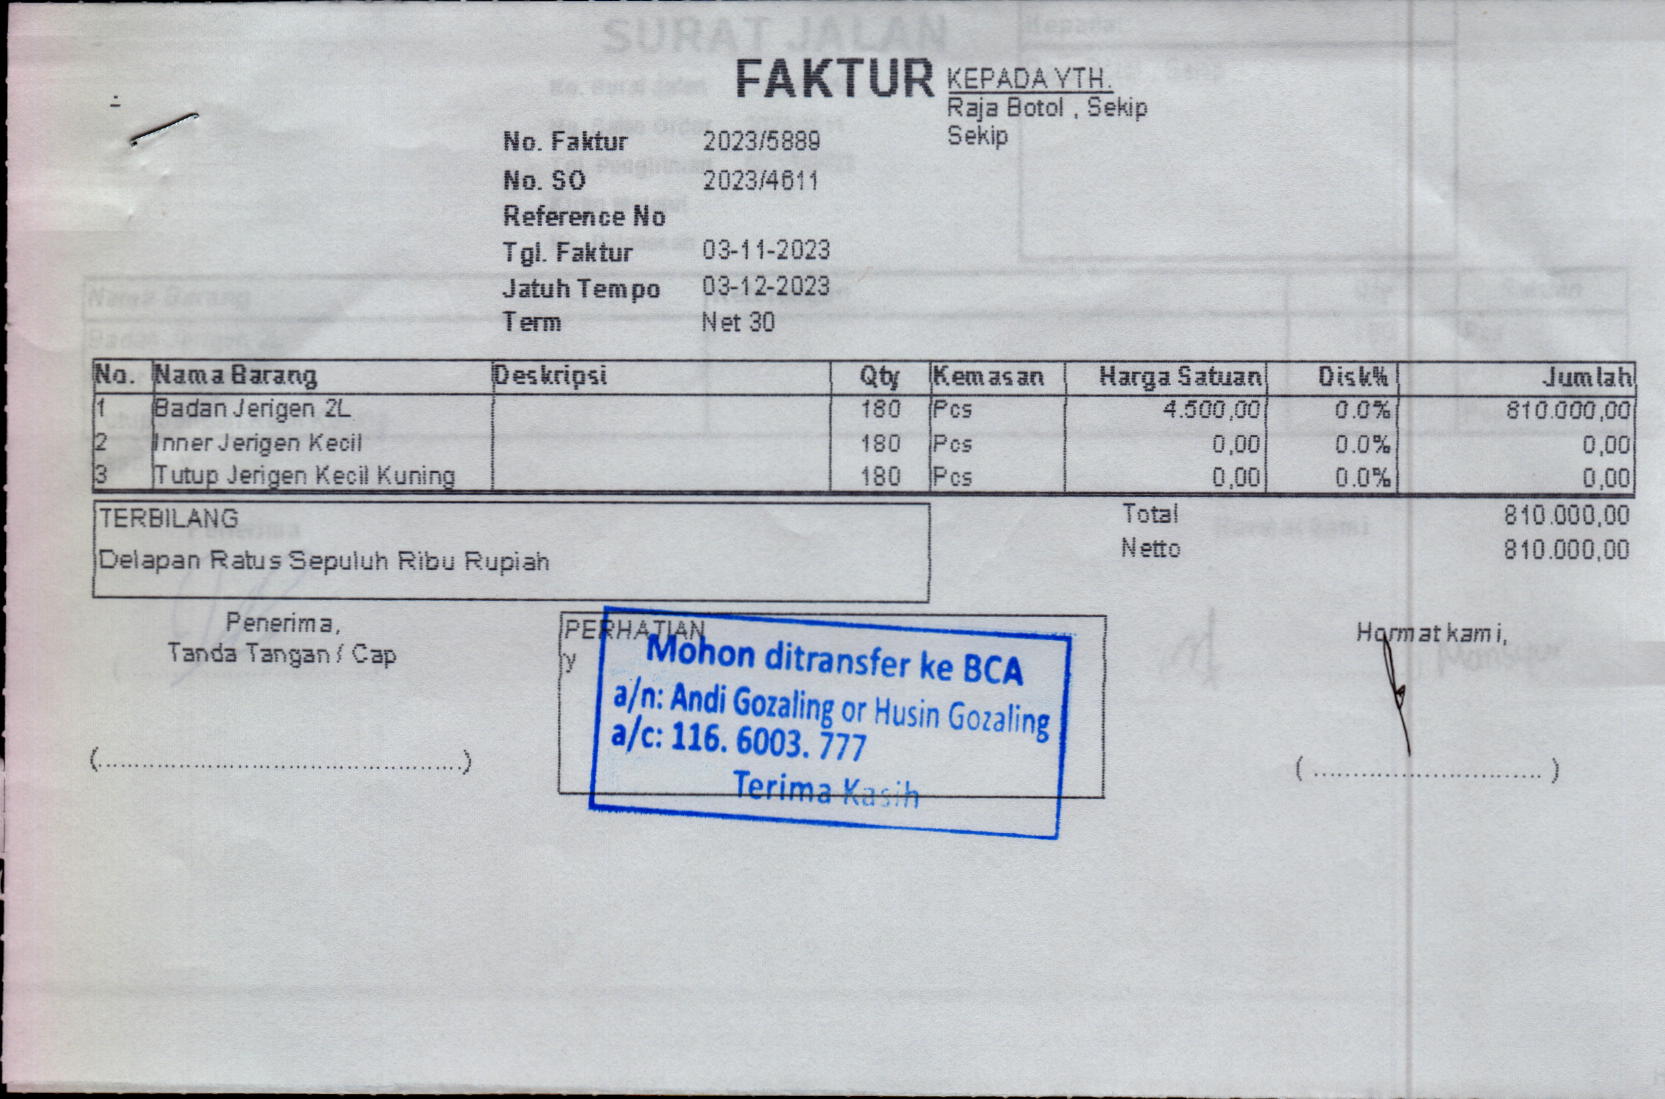 SURAT JALAN
FAKTUR
KEPADA YTH.
Raja Botol , Sekip
Sekip
No. Faktur 2023/5889
No. SO 2023/4611
Reference No
Tgl. Faktur 03-11-2023
Jatuh Tempo 03-12-2023
Term Net 30
No. Nama Barang Deskripsi Qty Kemasan Harga Satuan Disk% Jumlah
1 Badan Jerigen 2L 180 Pcs 4.500,00 0.0% 810.000,00
2 Inner Jerigen Kecil 180 Pcs 0,00 0.0% 0,00
3 Tutup Jerigen Kecil Kuning 180 Pcs 0,00 0.0% 0,00
TERBILANG
Delapan Ratus Sepuluh Ribu Rupiah
Total 810.000,00
Netto 810.000,00
Penerima,
Tanda Tangan / Cap
(..............................................)
PERHATIAN
y
Mohon ditransfer ke BCA
a/n: Andi Gozaling or Husin Gozaling
a/c: 116. 6003. 777
Terima Kasih
Hormat kami,
( ............................ )